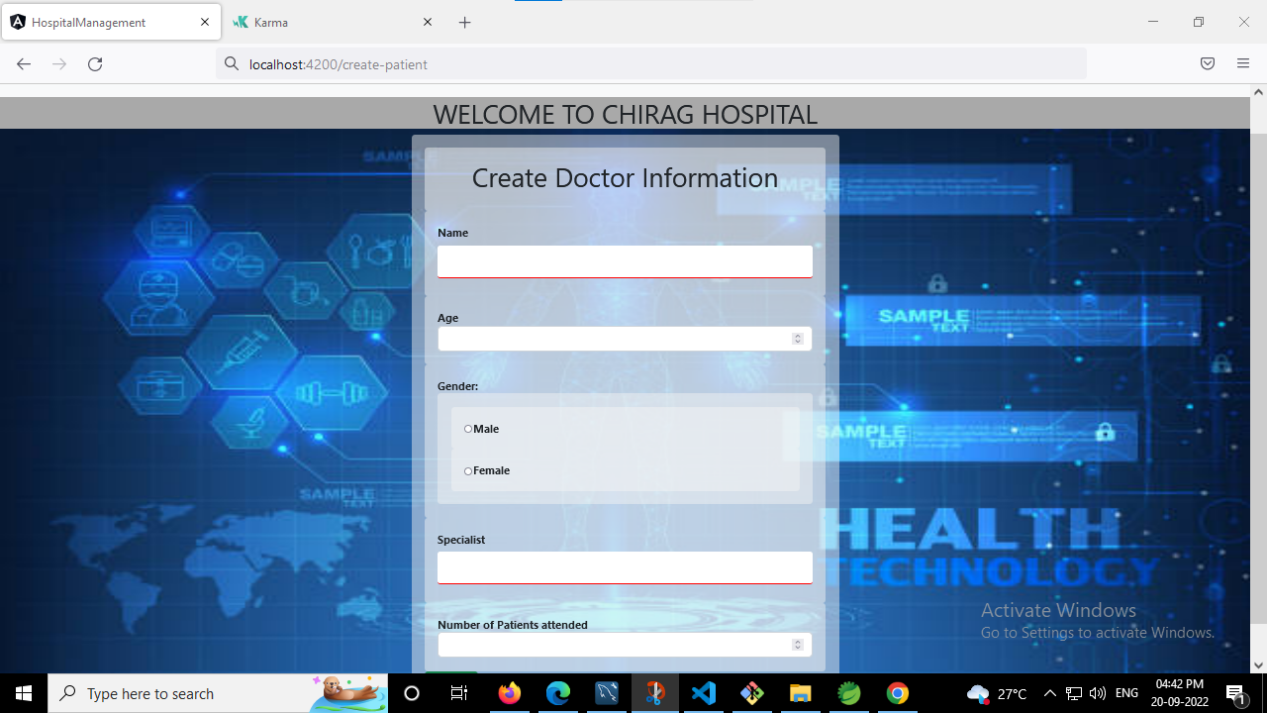 HospitalManagement
Karma
localhost:4200/create-patient
WELCOME TO CHIRAG HOSPITAL
SAMPLE
Create Doctor Information
SAMPLE
TEXT
Name
SAMPLE
TEXT
Age
Gender:
Male
SAMPLE
TEXT
Female
SAMPLE
TEXT
HEALTH
TECHNOLOGY
Specialist
Activate Windows
Go to Settings to activate Windows.
Number of Patients attended
Type here to search
27°C
ENG
04:42 PM
20-09-2022
1